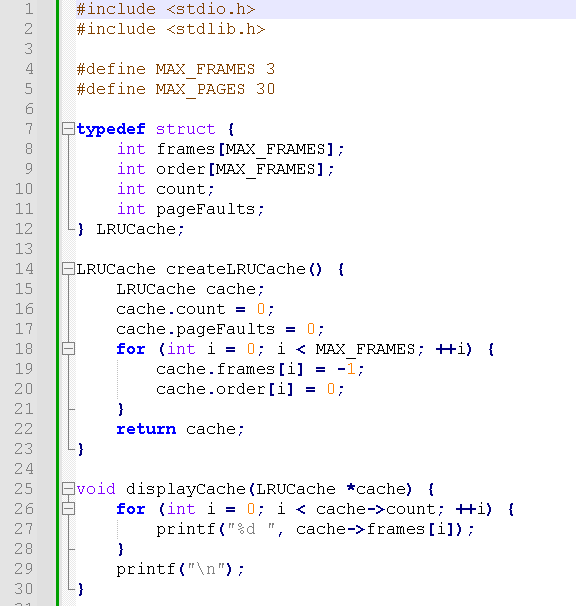 1 #include <stdio.h>
2 #include <stdlib.h>
3
4 #define MAX_FRAMES 3
5 #define MAX_PAGES 30
6
7 typedef struct {
8     int frames[MAX_FRAMES];
9     int order[MAX_FRAMES];
10     int count;
11     int pageFaults;
12 } LRUCache;
13
14 LRUCache createLRUCache() {
15     LRUCache cache;
16     cache.count = 0;
17     cache.pageFaults = 0;
18     for (int i = 0; i < MAX_FRAMES; ++i) {
19         cache.frames[i] = -1;
20         cache.order[i] = 0;
21     }
22     return cache;
23 }
24
25 void displayCache(LRUCache *cache) {
26     for (int i = 0; i < cache->count; ++i) {
27         printf("%d ", cache->frames[i]);
28     }
29     printf("\n");
30 }